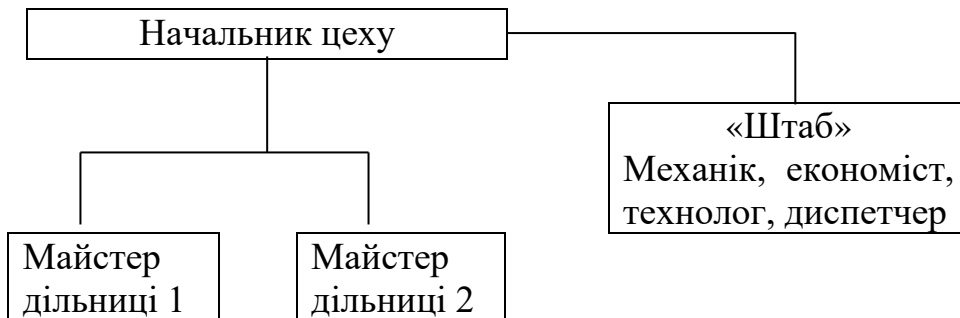 Начальник цеху
«Штаб»
Механік, економіст,
технолог, диспетчер
Майстер
дільниці 1
Майстер
дільниці 2